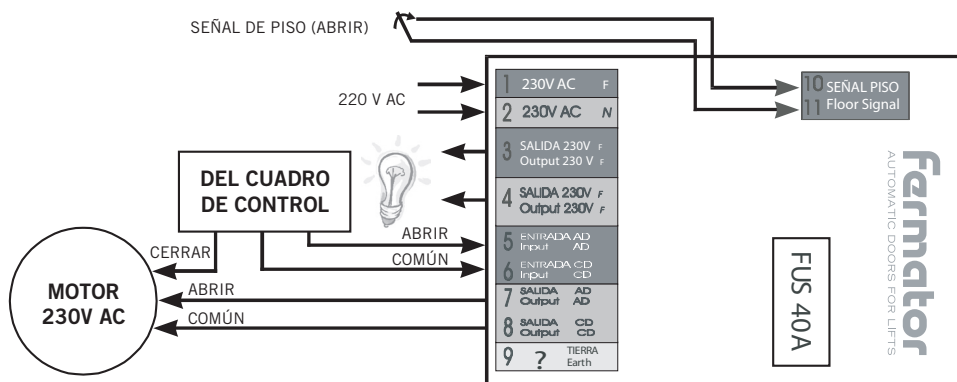 SEÑAL DE PISO (ABRIR)
220 V AC
1 230V AC F
2 230V AC N
3 SALIDA 230V F
Output 230 V F
4 SALIDA 230V F
Output 230V F
5 ENTRADA AD
Input AD
6 ENTRADA CD
Input CD
7 SALIDA AD
Output AD
8 SALIDA CD
Output CD
9 ? TIERRA
Earth
10 SEÑAL PISO
11 Floor Signal
DEL CUADRO
DE CONTROL
ABRIR
COMÚN
CERRAR
ABRIR
COMÚN
MOTOR
230V AC
FUS 40A
fermator
AUTOMATIC DOORS FOR LIFTS